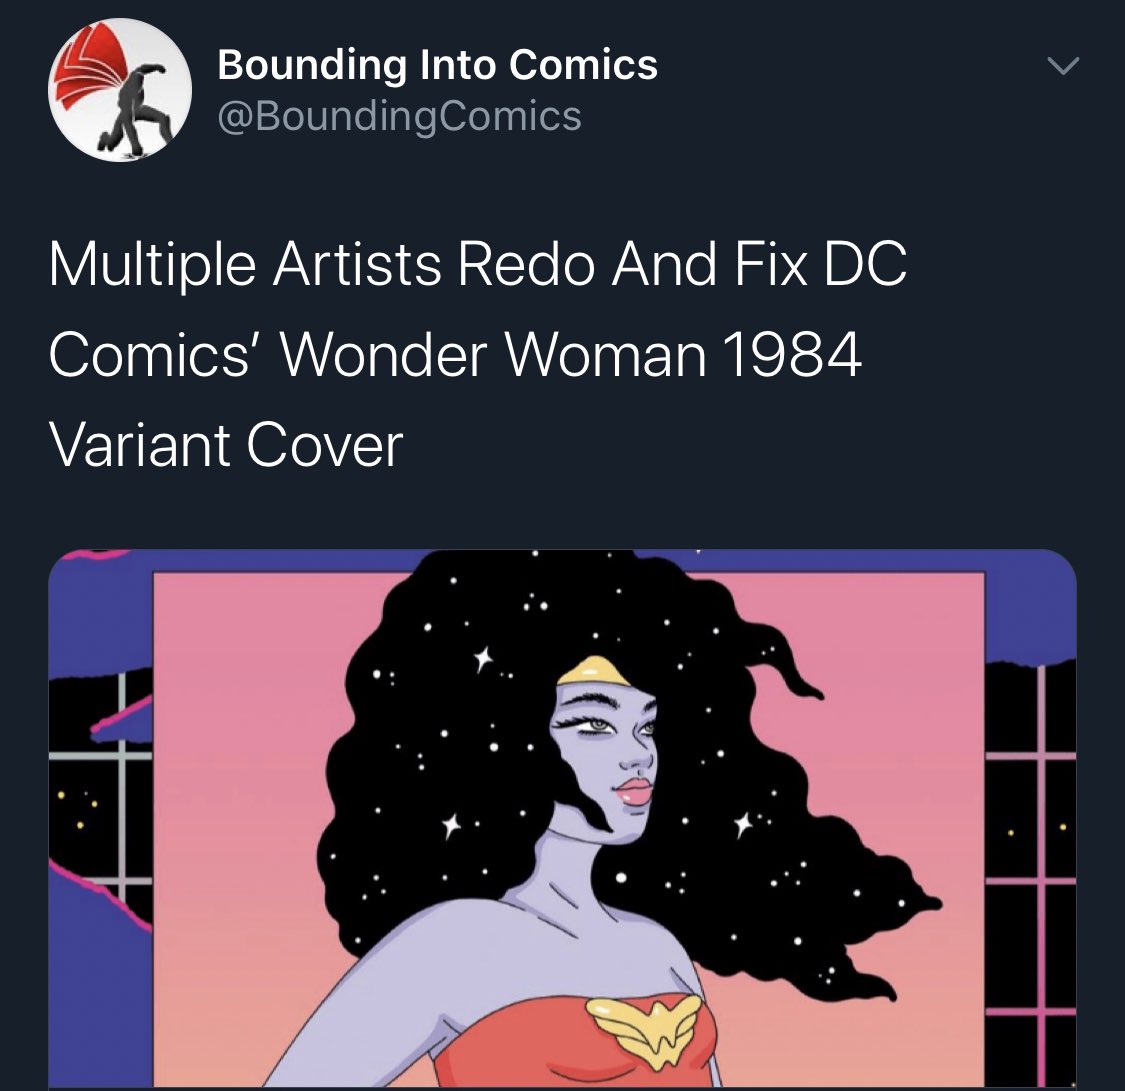 Bounding Into Comics
@BoundingComics
Multiple Artists Redo And Fix DC
Comics’ Wonder Woman 1984
Variant Cover